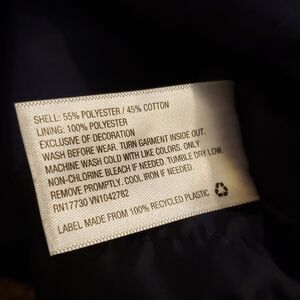 SHELL: 55% POLYESTER / 45% COTTON
LINING: 100% POLYESTER
EXCLUSIVE OF DECORATION
WASH BEFORE WEAR. TURN GARMENT INSIDE OUT.
MACHINE WASH COLD WITH LIKE COLORS. ONLY
NON-CHLORINE BLEACH IF NEEDED. TUMBLE DRY LOW.
REMOVE PROMPTLY. COOL IRON IF NEEDED.
RN17730 VN1042762
LABEL MADE FROM 100% RECYCLED PLASTIC